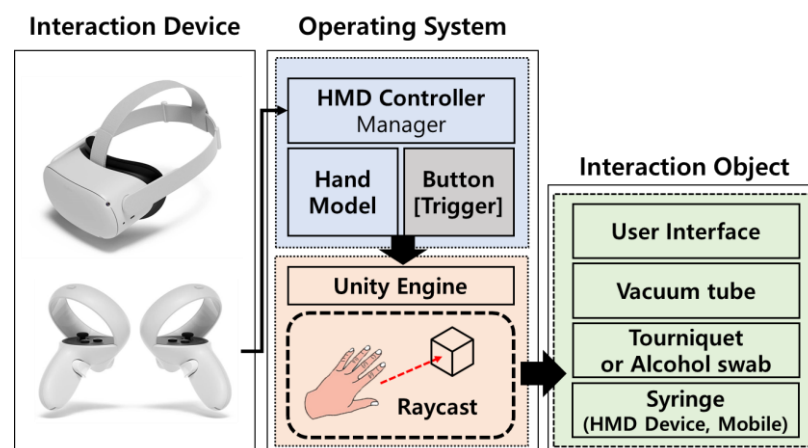 Interaction Device
Operating System
HMD Controller
Manager
Hand
Model
Button
[Trigger]
Unity Engine
Raycast
Interaction Object
User Interface
Vacuum tube
Tourniquet
or Alcohol swab
Syringe
(HMD Device, Mobile)